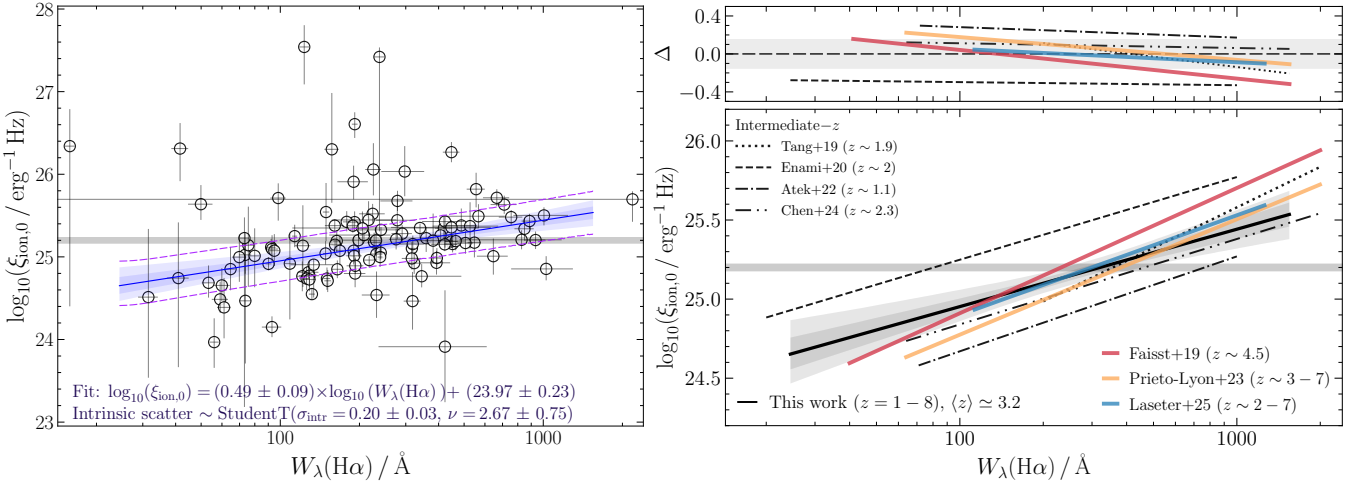 28
27
26
25
24
23
log₁₀(ξion,0 / erg⁻¹ Hz)
Fit: log₁₀(ξion,0) = (0.49 ± 0.09)×log₁₀ (Wλ(Hα)) + (23.97 ± 0.23)
Intrinsic scatter ∼ StudentT(σintr = 0.20 ± 0.03, ν = 2.67 ± 0.75)
100
1000
Wλ(Hα) / Å
0.4
0.0
−0.4
Δ
26.0
25.5
25.0
24.5
log₁₀(ξion,0 / erg⁻¹ Hz)
Intermediate−z
Tang+19 (z ∼ 1.9)
Enami+20 (z ∼ 2)
Atek+22 (z ∼ 1.1)
Chen+24 (z ∼ 2.3)
Faisst+19 (z ∼ 4.5)
Prieto-Lyon+23 (z ∼ 3 − 7)
Laseter+25 (z ∼ 2 − 7)
This work (z = 1 − 8), ⟨z⟩ ≃ 3.2
100
1000
Wλ(Hα) / Å